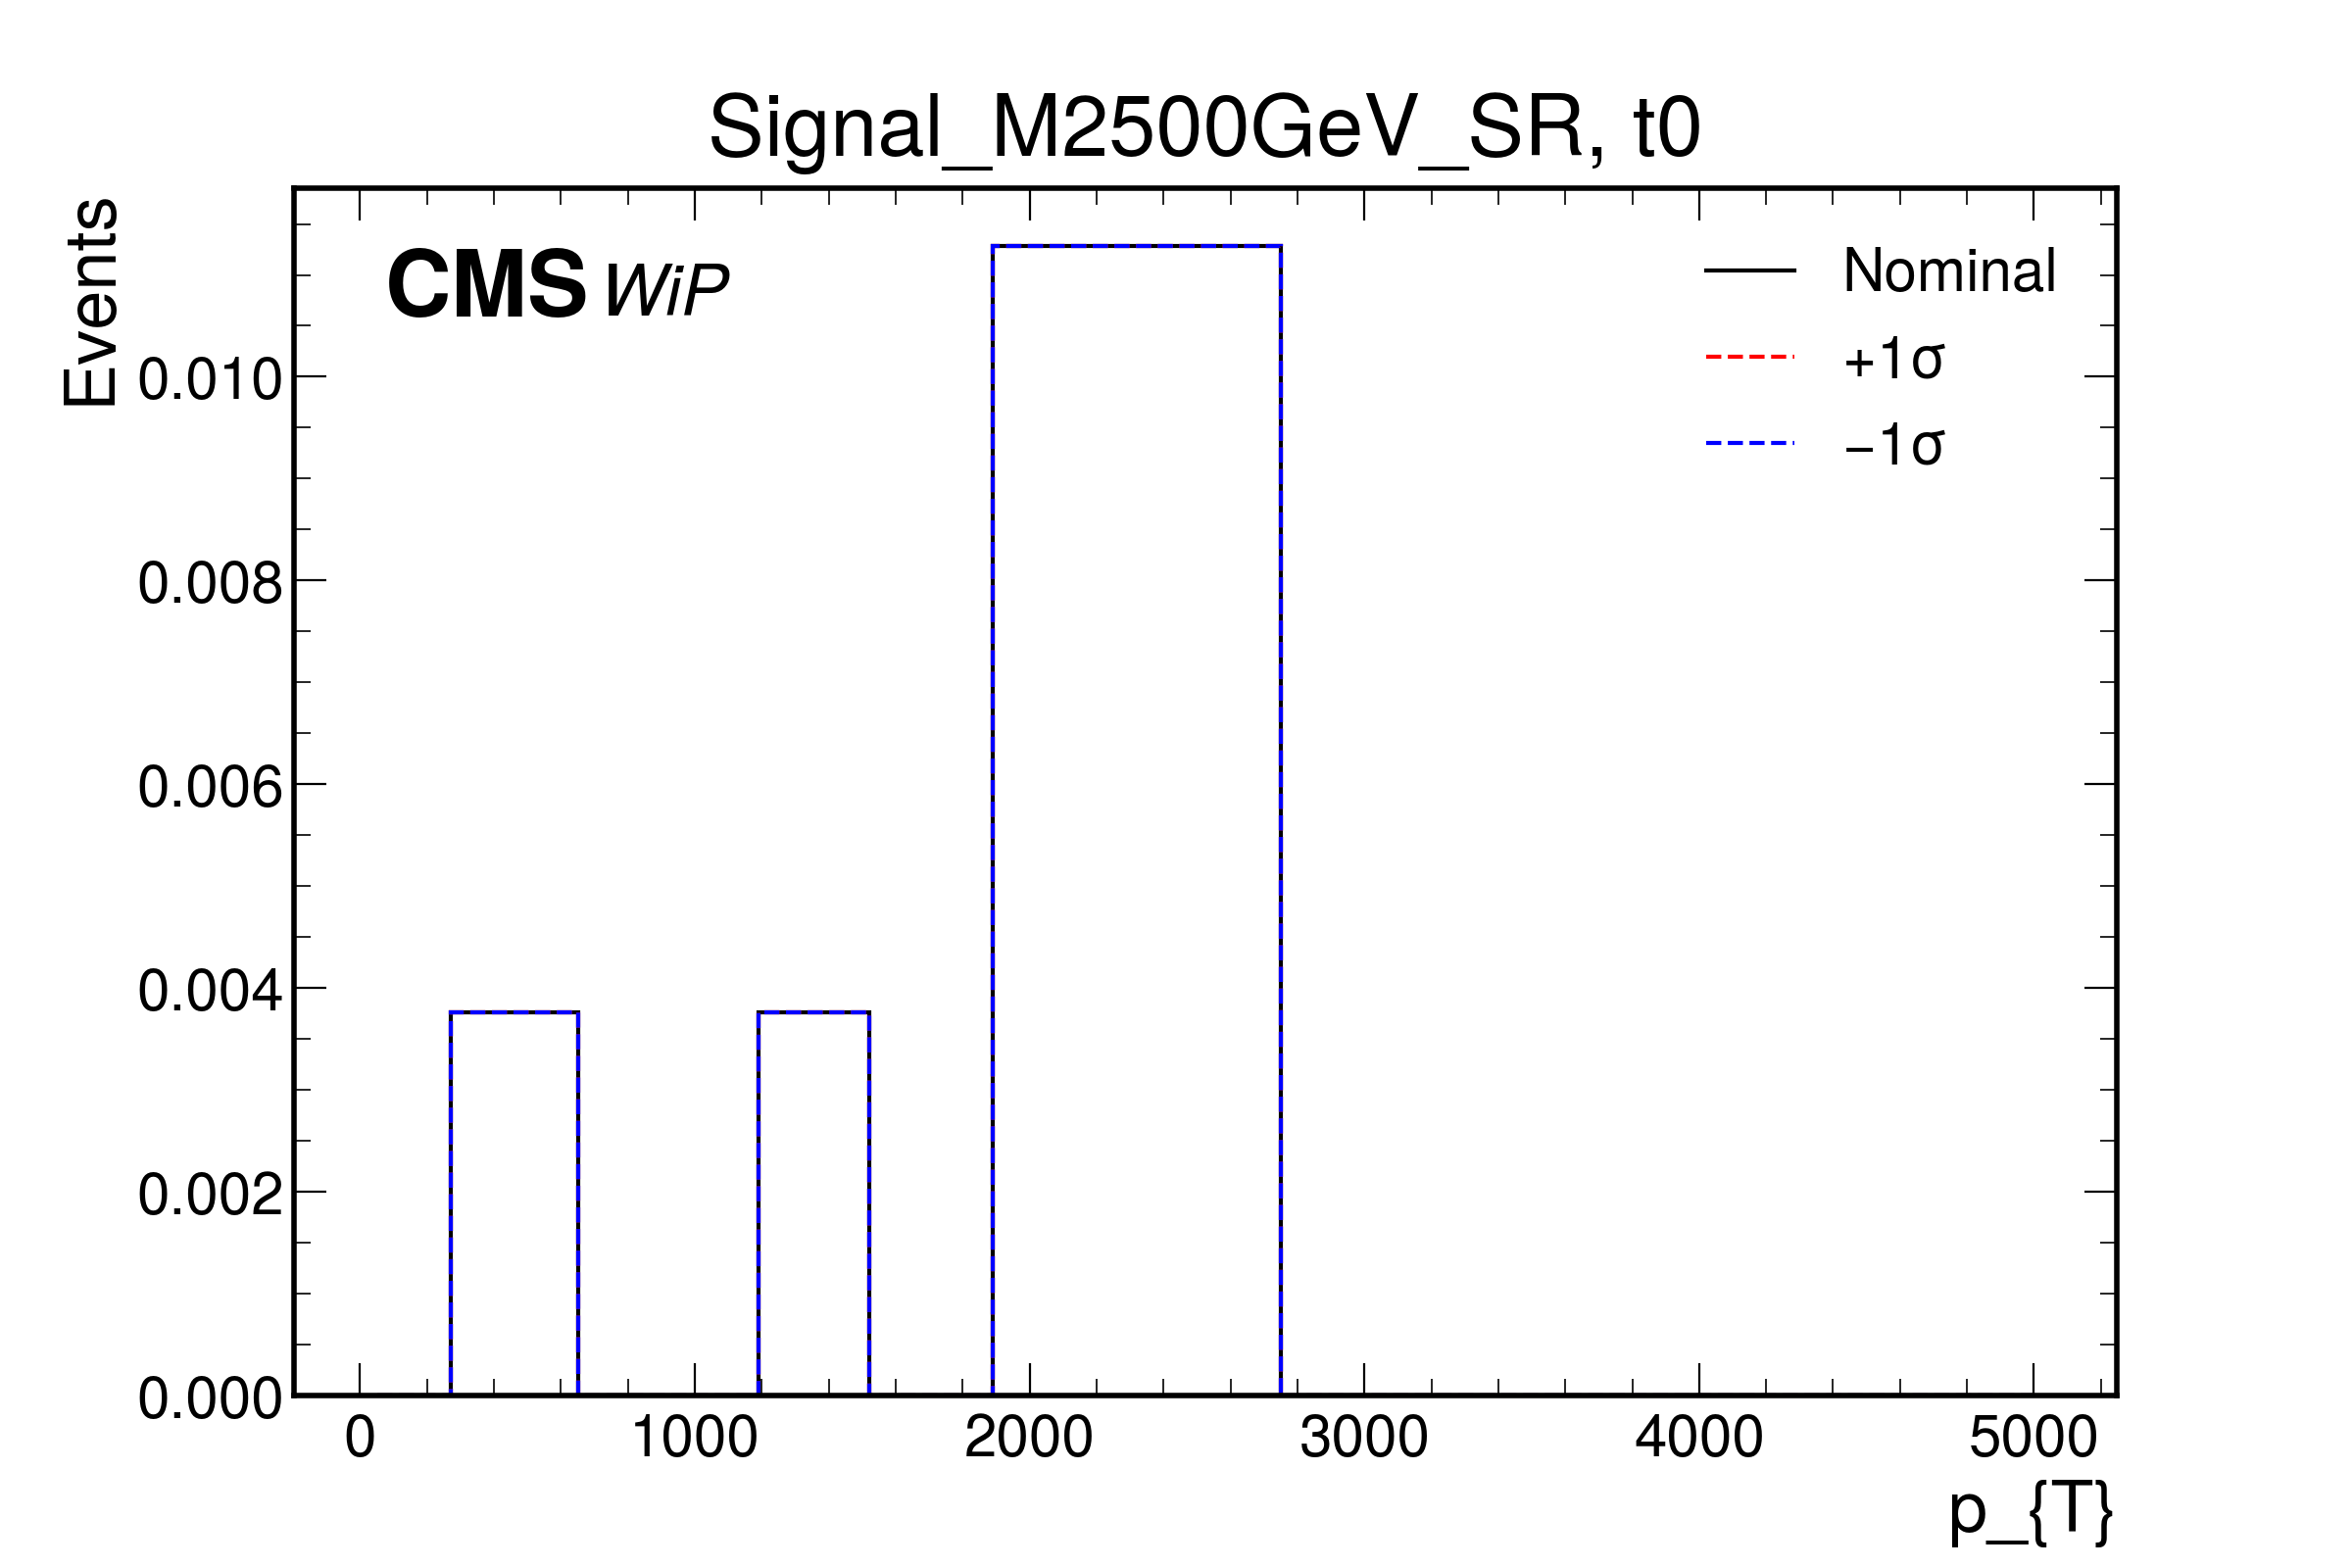 Signal_M2500GeV_SR, t0
Events
CMS WiP
Nominal
+1σ
−1σ
0.010
0.008
0.006
0.004
0.002
0.000
0 1000 2000 3000 4000 5000
p_{T}